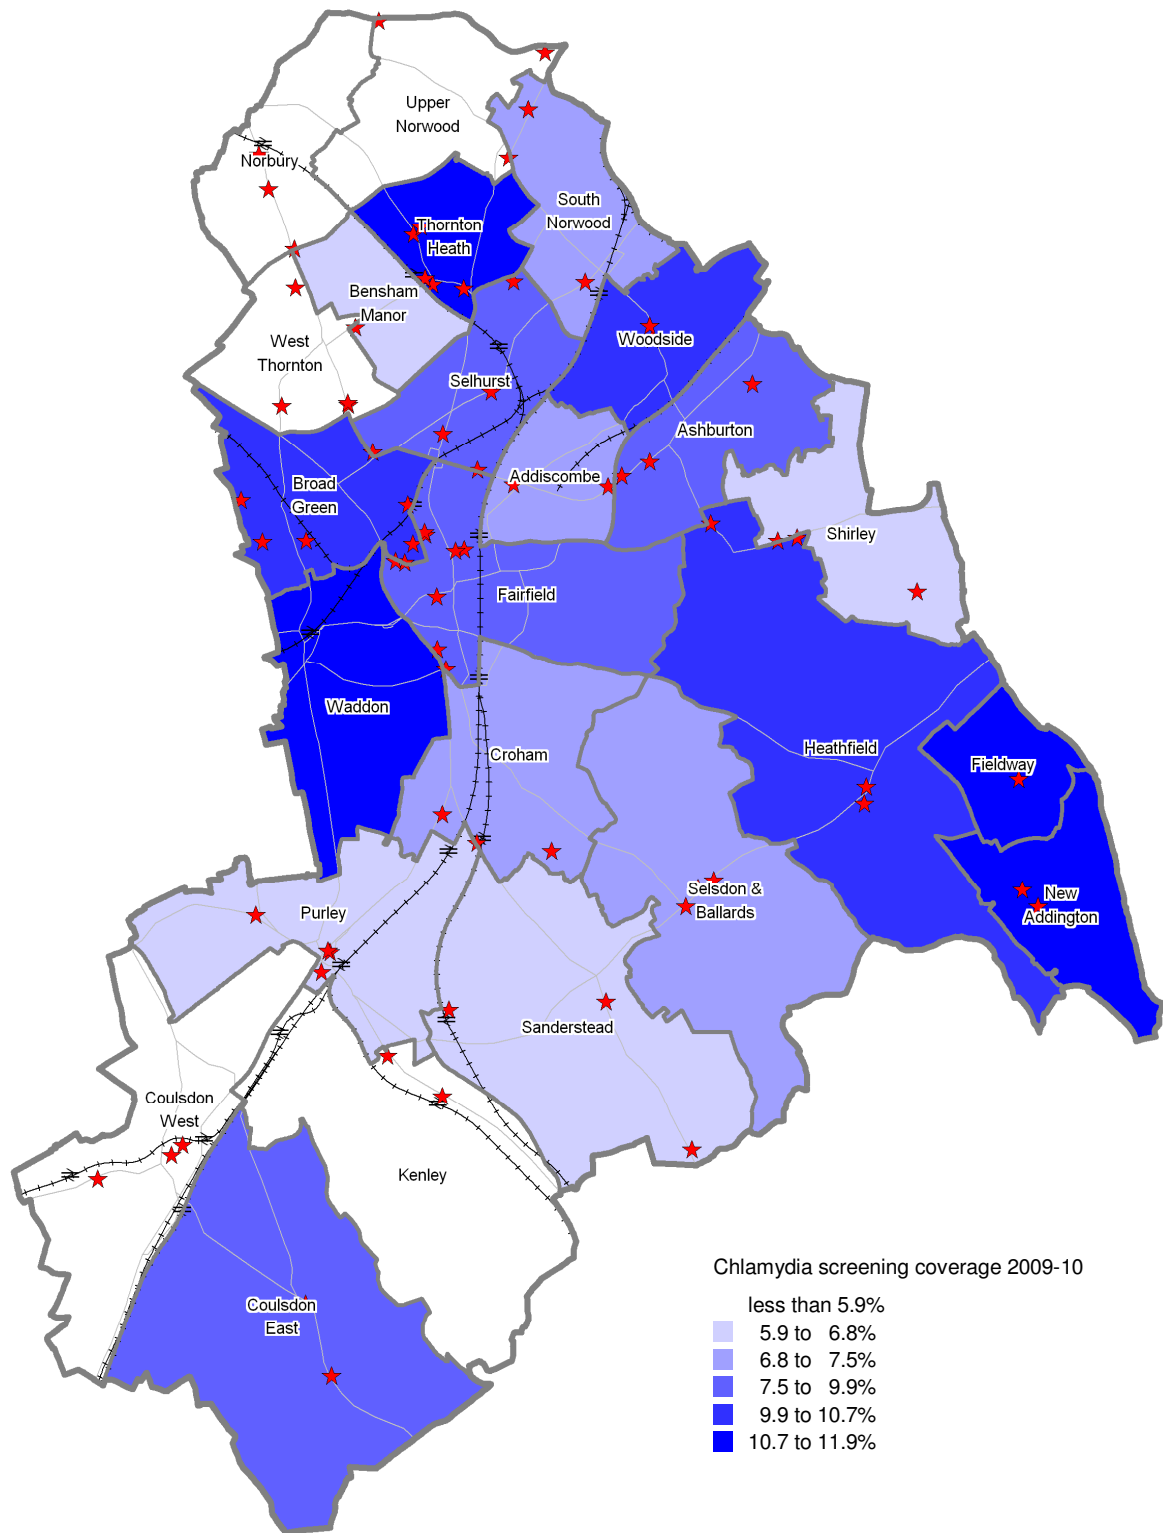 Upper
Norwood
Norbury
South
Norwood
Thornton
Heath
Bensham
Manor
West
Thornton
Woodside
Selhurst
Ashburton
Addiscombe
Broad
Green
Shirley
Fairfield
Waddon
Heathfield
Croham
Fieldway
Selsdon &
Ballards
New
Addington
Purley
Sanderstead
Coulsdon
West
Kenley
Coulsdon
East
Chlamydia screening coverage 2009-10
less than 5.9%
5.9 to 6.8%
6.8 to 7.5%
7.5 to 9.9%
9.9 to 10.7%
10.7 to 11.9%